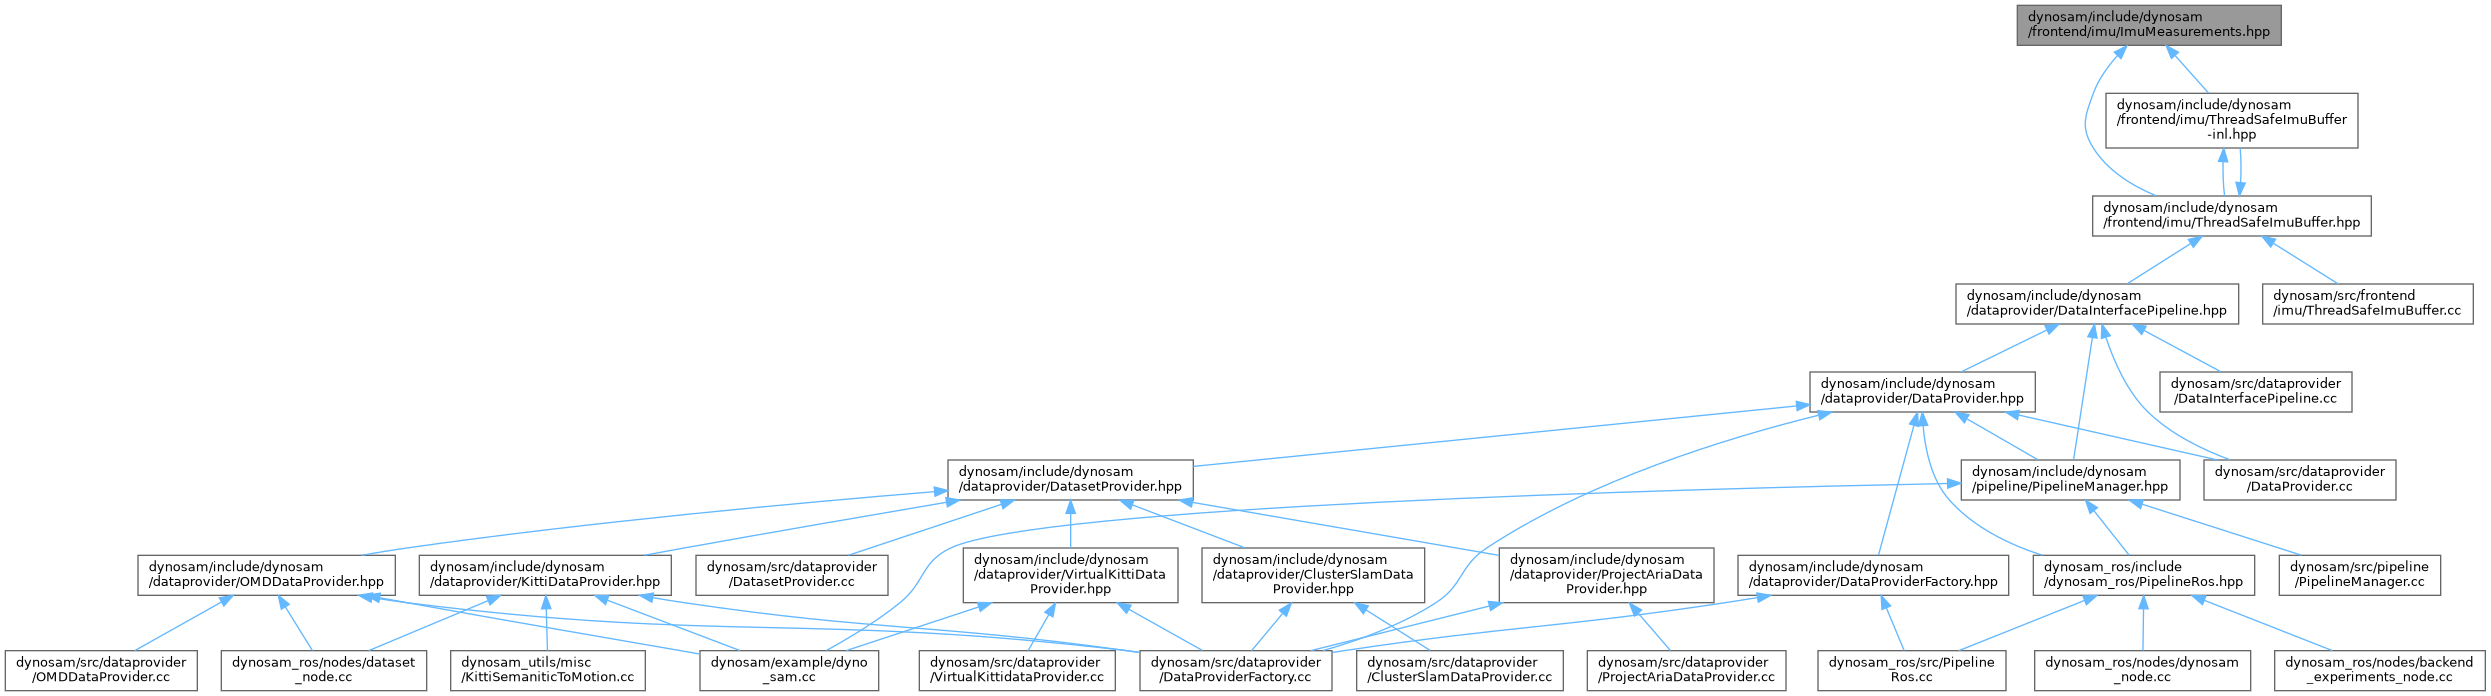 dynosam/include/dynosam
/frontend/imu/ImuMeasurements.hpp
dynosam/include/dynosam
/frontend/imu/ThreadSafeImuBuffer
-inl.hpp
dynosam/include/dynosam
/frontend/imu/ThreadSafeImuBuffer.hpp
dynosam/include/dynosam
/dataprovider/DataInterfacePipeline.hpp
dynosam/src/frontend
/imu/ThreadSafeImuBuffer.cc
dynosam/include/dynosam
/dataprovider/DataProvider.hpp
dynosam/src/dataprovider
/DataInterfacePipeline.cc
dynosam/include/dynosam
/dataprovider/DatasetProvider.hpp
dynosam/include/dynosam
/pipeline/PipelineManager.hpp
dynosam/src/dataprovider
/DataProvider.cc
dynosam/include/dynosam
/dataprovider/OMDDataProvider.hpp
dynosam/include/dynosam
/dataprovider/KittiDataProvider.hpp
dynosam/src/dataprovider
/DatasetProvider.cc
dynosam/include/dynosam
/dataprovider/VirtualKittiData
Provider.hpp
dynosam/include/dynosam
/dataprovider/ClusterSlamData
Provider.hpp
dynosam/include/dynosam
/dataprovider/ProjectAriaData
Provider.hpp
dynosam/include/dynosam
/dataprovider/DataProviderFactory.hpp
dynosam_ros/include
/dynosam_ros/PipelineRos.hpp
dynosam/src/pipeline
/PipelineManager.cc
dynosam/src/dataprovider
/OMDDataProvider.cc
dynosam_ros/nodes/dataset
_node.cc
dynosam_utils/misc
/KittiSemaniticToMotion.cc
dynosam/example/dyno
_sam.cc
dynosam/src/dataprovider
/VirtualKittidataProvider.cc
dynosam/src/dataprovider
/DataProviderFactory.cc
dynosam/src/dataprovider
/ClusterSlamDataProvider.cc
dynosam/src/dataprovider
/ProjectAriaDataProvider.cc
dynosam_ros/src/Pipeline
Ros.cc
dynosam_ros/nodes/dynosam
_node.cc
dynosam_ros/nodes/backend
_experiments_node.cc